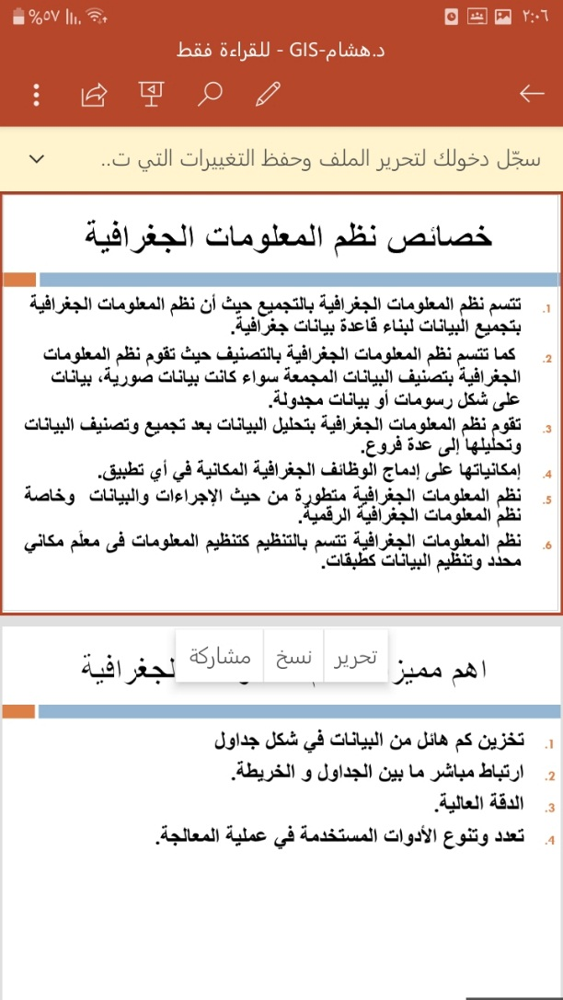 %٥٧ ٢:٠٦
د.هشام-GIS - للقراءة فقط
سجّل دخولك لتحرير الملف وحفظ التغييرات التي ت..
خصائص نظم المعلومات الجغرافية
1. تتسم نظم المعلومات الجغرافية بالتجميع حيث أن نظم المعلومات الجغرافية
بتجميع البيانات لبناء قاعدة بيانات جغرافية.
2. كما تتسم نظم المعلومات الجغرافية بالتصنيف حيث تقوم نظم المعلومات
الجغرافية بتصنيف البيانات المجمعة سواء كانت بيانات صورية، بيانات
على شكل رسومات أو بيانات مجدولة.
3. تقوم نظم المعلومات الجغرافية بتحليل البيانات بعد تجميع وتصنيف البيانات
وتحليلها إلى عدة فروع.
4. إمكانياتها على إدماج الوظائف الجغرافية المكانية في أي تطبيق.
5. نظم المعلومات الجغرافية متطورة من حيث الإجراءات والبيانات وخاصة
نظم المعلومات الجغرافية الرقمية.
6. نظم المعلومات الجغرافية تتسم بالتنظيم كتنظيم المعلومات فى معلم مكاني
محدد وتنظيم البيانات كطبقات.
تحرير نسخ مشاركة
اهم مميز لجغرافية
1. تخزين كم هائل من البيانات في شكل جداول
2. ارتباط مباشر ما بين الجداول و الخريطة.
3. الدقة العالية.
4. تعدد وتنوع الأدوات المستخدمة في عملية المعالجة.